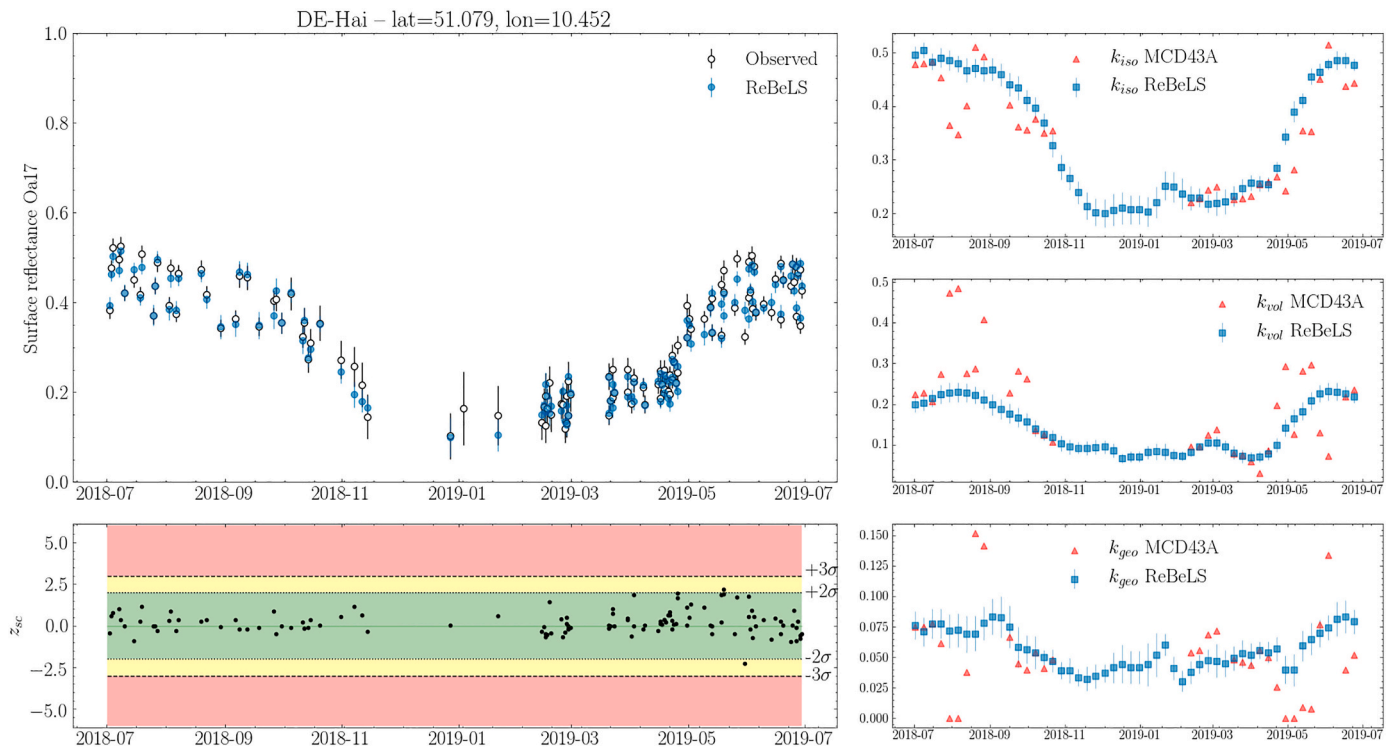 DE-Hai – lat=51.079, lon=10.452
1.0
0.8
0.6
0.4
0.2
0.0
Surface reflectance Oa17
Observed
ReBeLS
2018-07 2018-09 2018-11 2019-01 2019-03 2019-05 2019-07
5.0
2.5
0.0
−2.5
−5.0
z_sc
+3σ
+2σ
-2σ
-3σ
2018-07 2018-09 2018-11 2019-01 2019-03 2019-05 2019-07
0.5
0.4
0.3
0.2
k_iso MCD43A
k_iso ReBeLS
2018-07 2018-09 2018-11 2019-01 2019-03 2019-05 2019-07
0.5
0.4
0.3
0.2
0.1
k_vol MCD43A
k_vol ReBeLS
2018-07 2018-09 2018-11 2019-01 2019-03 2019-05 2019-07
0.150
0.125
0.100
0.075
0.050
0.025
0.000
k_geo MCD43A
k_geo ReBeLS
2018-07 2018-09 2018-11 2019-01 2019-03 2019-05 2019-07